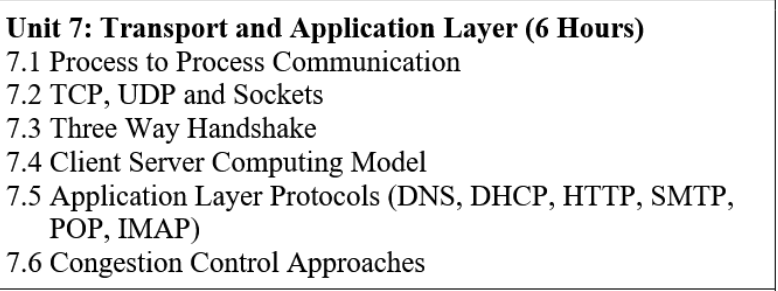 Unit 7: Transport and Application Layer (6 Hours)
7.1 Process to Process Communication
7.2 TCP, UDP and Sockets
7.3 Three Way Handshake
7.4 Client Server Computing Model
7.5 Application Layer Protocols (DNS, DHCP, HTTP, SMTP,
POP, IMAP)
7.6 Congestion Control Approaches